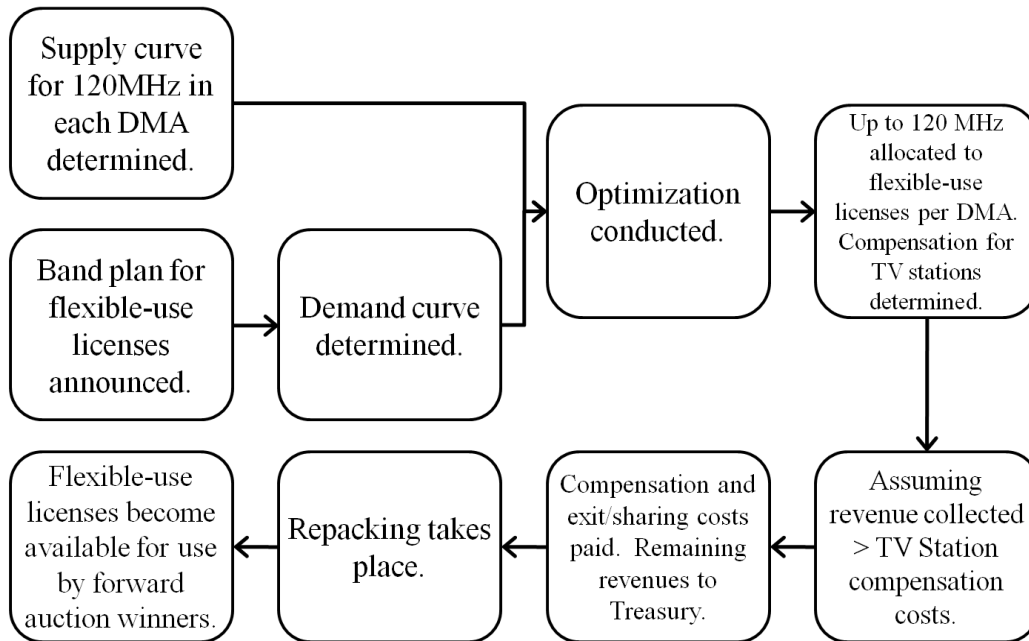 Supply curve
for 120MHz in
each DMA
determined.
Band plan for
flexible-use
licenses
announced.
Demand curve
determined.
Optimization
conducted.
Up to 120 MHz
allocated to
flexible-use
licenses per DMA.
Compensation for
TV stations
determined.
Assuming
revenue collected
> TV Station
compensation
costs.
Compensation and
exit/sharing costs
paid. Remaining
revenues to
Treasury.
Repacking takes
place.
Flexible-use
licenses become
available for use
by forward
auction winners.